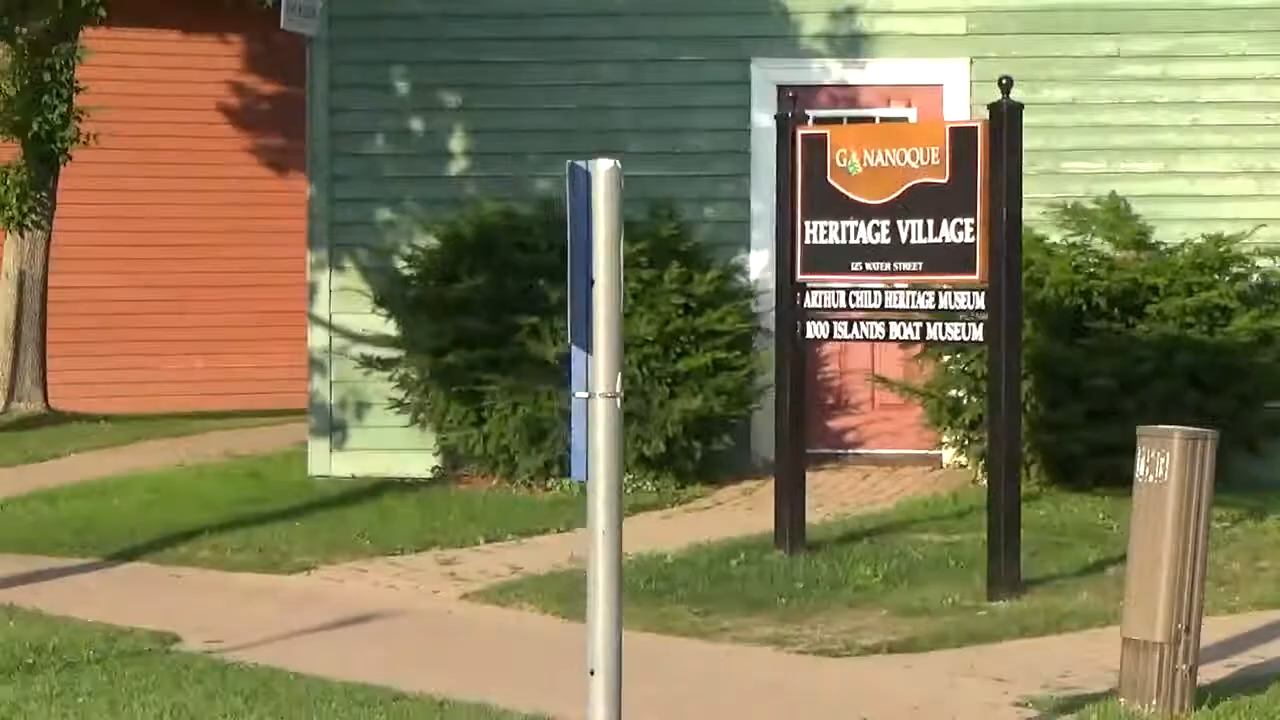 GANANOQUE
HERITAGE VILLAGE
125 WATER STREET
ARTHUR CHILD HERITAGE MUSEUM
1000 ISLANDS BOAT MUSEUM